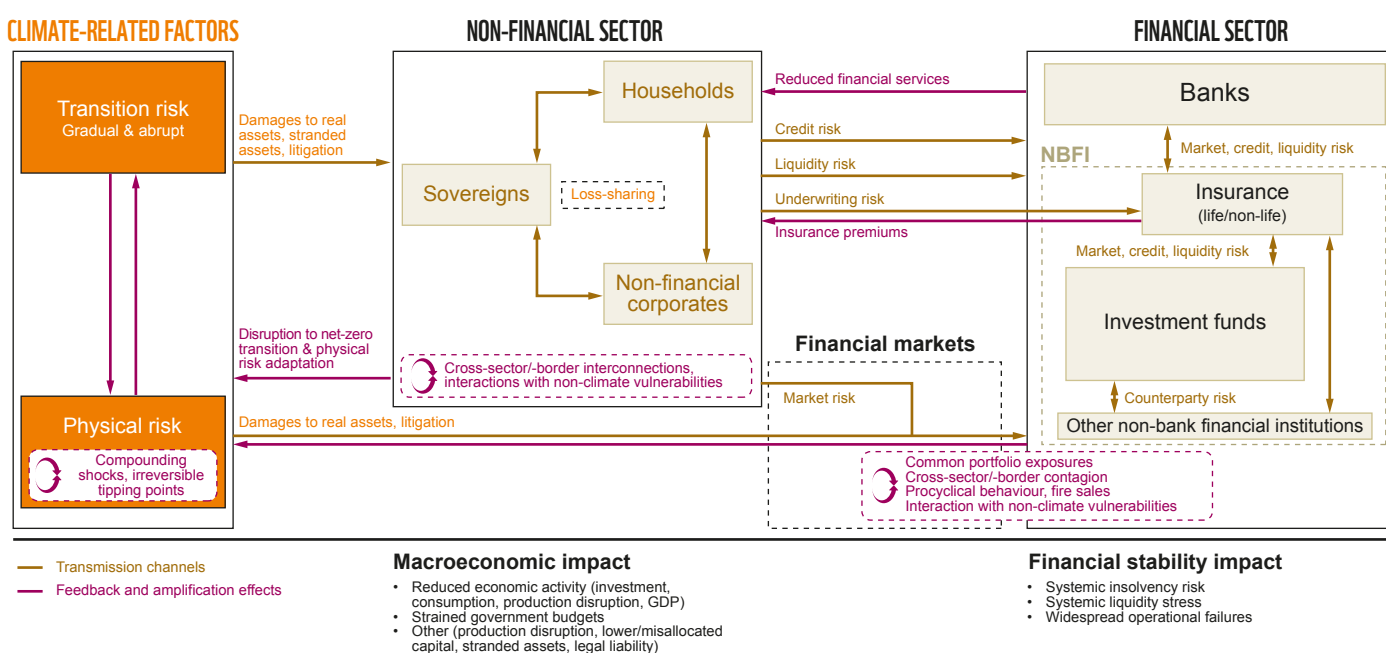 CLIMATE-RELATED FACTORS
NON-FINANCIAL SECTOR
FINANCIAL SECTOR
Transition risk
Gradual & abrupt
Damages to real
assets, stranded
assets, litigation
Households
Sovereigns
Loss-sharing
Non-financial
corporates
Reduced financial services
Credit risk
Liquidity risk
Underwriting risk
Insurance premiums
Banks
Market, credit, liquidity risk
NBFI
Insurance
(life/non-life)
Market, credit, liquidity risk
Investment funds
Counterparty risk
Other non-bank financial institutions
Disruption to net-zero
transition & physical
risk adaptation
Cross-sector/-border interconnections,
interactions with non-climate vulnerabilities
Financial markets
Market risk
Physical risk
Compounding
shocks, irreversible
tipping points
Damages to real assets, litigation
Common portfolio exposures
Cross-sector/-border contagion
Procyclical behaviour, fire sales
Interaction with non-climate vulnerabilities
Transmission channels
Feedback and amplification effects
Macroeconomic impact
• Reduced economic activity (investment,
consumption, production disruption, GDP)
• Strained government budgets
• Other (production disruption, lower/misallocated
capital, stranded assets, legal liability)
Financial stability impact
• Systemic insolvency risk
• Systemic liquidity stress
• Widespread operational failures